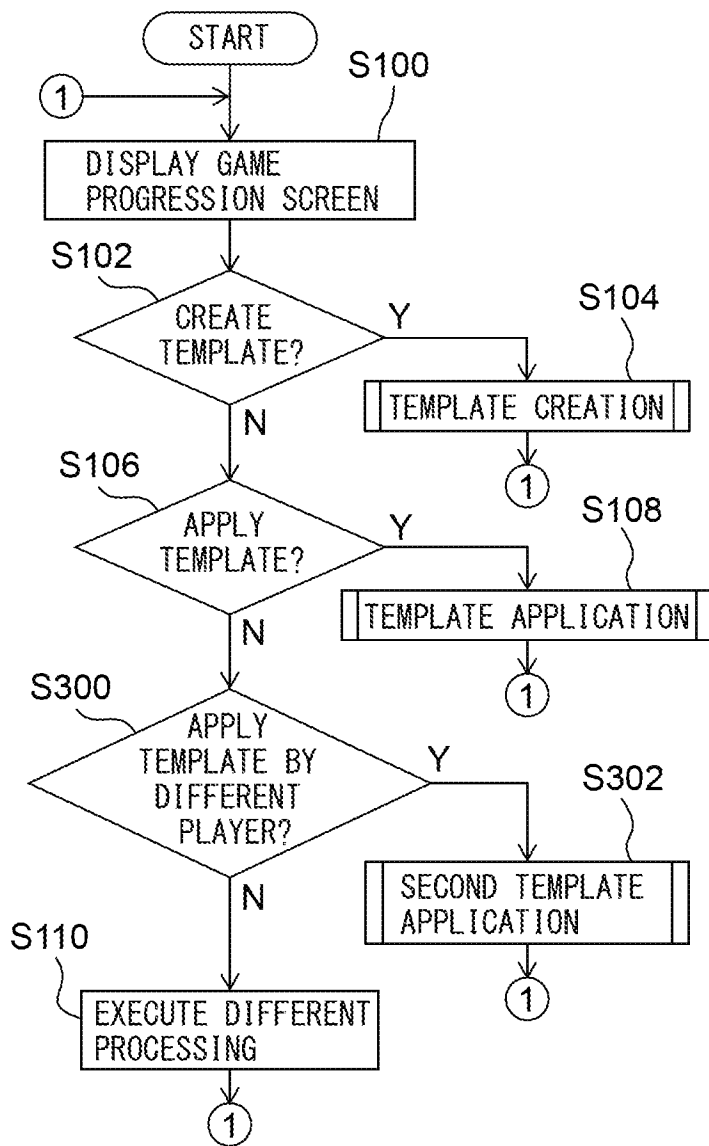 START
1
S100
DISPLAY GAME
PROGRESSION SCREEN
S102
CREATE
TEMPLATE?
Y
N
S104
TEMPLATE CREATION
1
S106
APPLY
TEMPLATE?
Y
N
S108
TEMPLATE APPLICATION
1
S300
APPLY
TEMPLATE BY
DIFFERENT
PLAYER?
Y
N
S302
SECOND TEMPLATE
APPLICATION
1
S110
EXECUTE DIFFERENT
PROCESSING
1